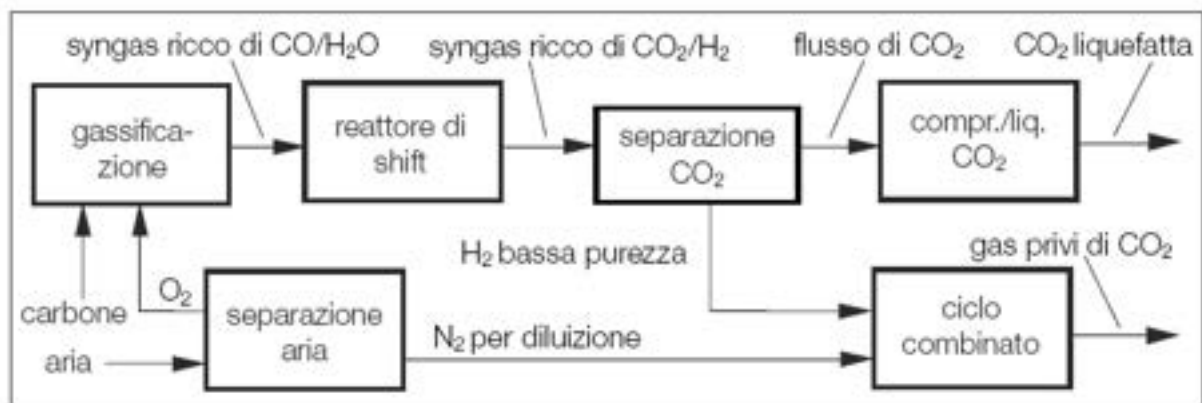 syngas ricco di CO/H₂O
syngas ricco di CO₂/H₂
flusso di CO₂
CO₂ liquefatta
gassifica-
zione
reattore di
shift
separazione
CO₂
compr./liq.
CO₂
H₂ bassa purezza
gas privi di CO₂
O₂
carbone
aria
separazione
aria
N₂ per diluizione
ciclo
combinato